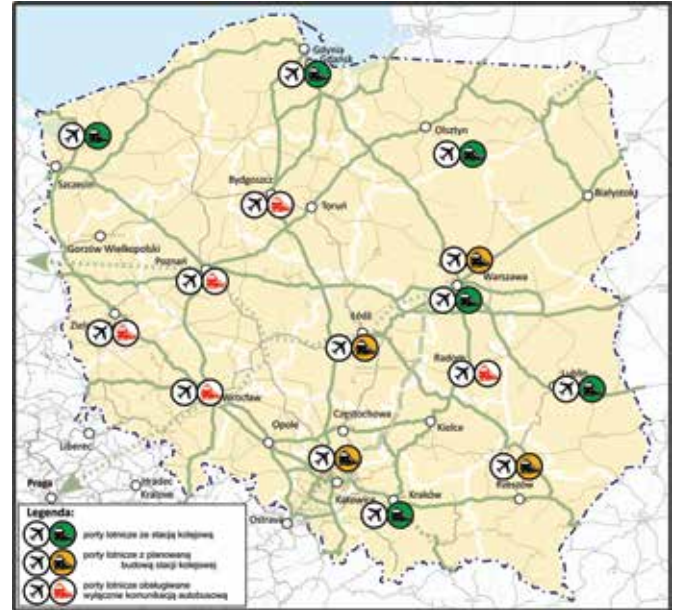 Gdynia
Gdańsk
Olsztyn
Szczecin
Bydgoszcz
Toruń
Białystok
Gorzów Wielkopolski
Poznań
Warszawa
Łódź
Radom
Lublin
Wrocław
Częstochowa
Opole
Kielce
Liberec
Praga
Hradec
Kralove
Katowice
Kraków
Rzeszów
Ostrava
Legenda:
porty lotnicze ze stacją kolejową
porty lotnicze z planowaną
budową stacji kolejowej
porty lotnicze obsługiwane
wyłącznie komunikacją autobusową